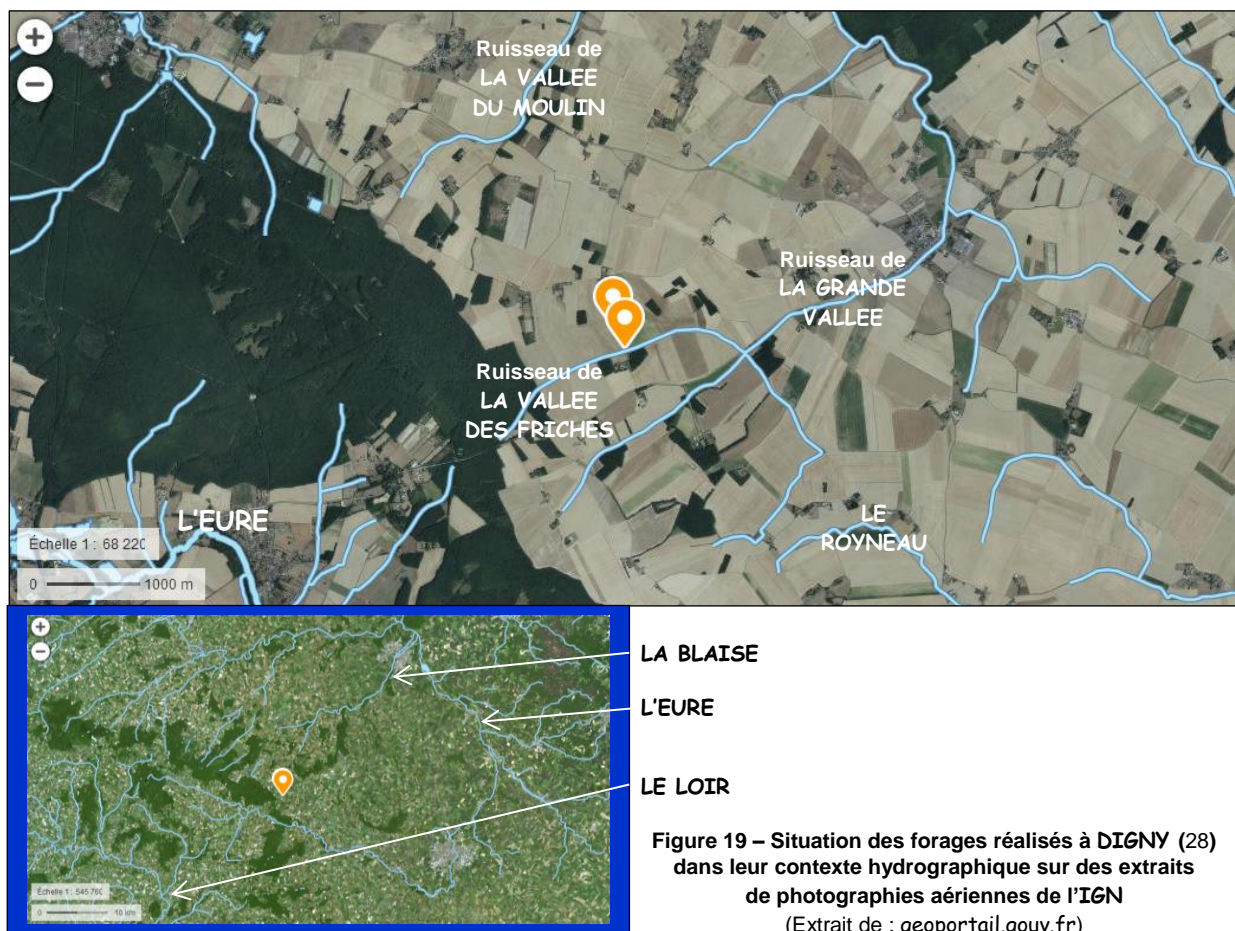 +
−
Ruisseau de
LA VALLEE
DU MOULIN
Ruisseau de
LA GRANDE
VALLEE
Ruisseau de
LA VALLEE
DES FRICHES
L'EURE
LE
ROYNEAU
Échelle 1 : 68 220
0 1000 m
+
−
LA BLAISE
L'EURE
LE LOIR
Échelle 1 : 545 760
0 10 km
Figure 19 – Situation des forages réalisés à DIGNY (28)
dans leur contexte hydrographique sur des extraits
de photographies aériennes de l'IGN
(Extrait de : geoportail.gouv.fr)